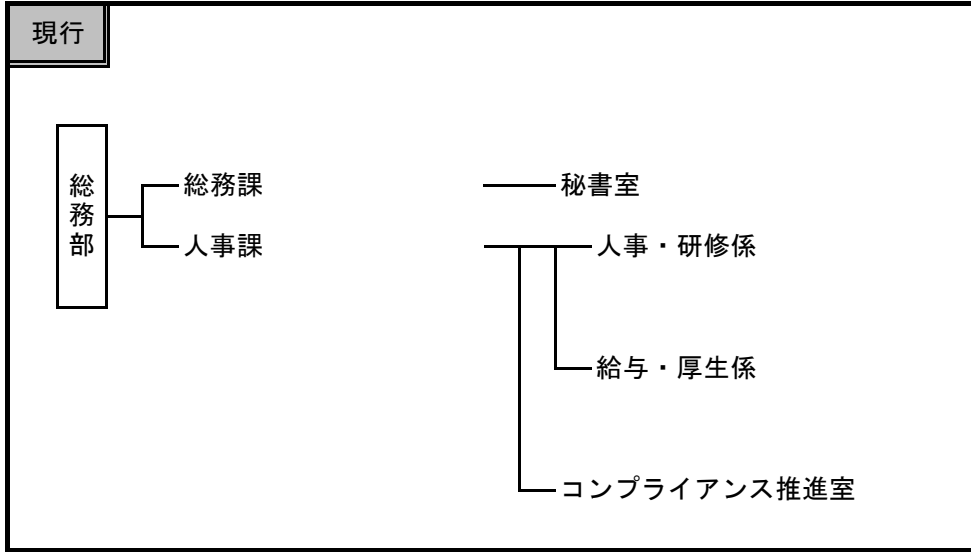 現行
総務部
総務課
秘書室
人事課
人事・研修係
給与・厚生係
コンプライアンス推進室